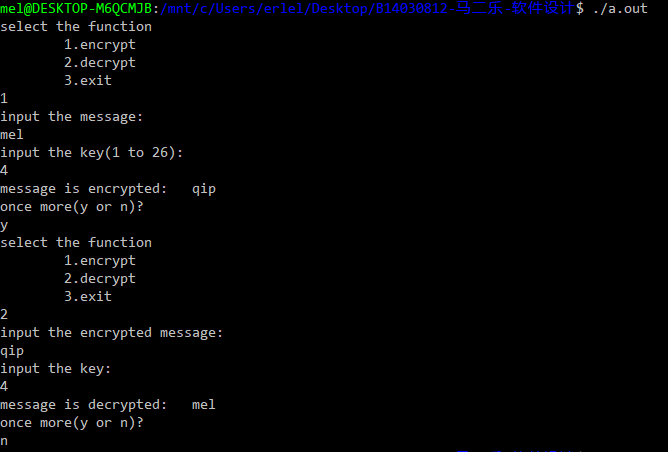 mel@DESKTOP-M6QCMJB:/mnt/c/Users/erlel/Desktop/B14030812-马二乐-软件设计$ ./a.out
select the function
        1.encrypt
        2.decrypt
        3.exit
1
input the message:
mel
input the key(1 to 26):
4
message is encrypted:   qip
once more(y or n)?
y
select the function
        1.encrypt
        2.decrypt
        3.exit
2
input the encrypted message:
qip
input the key:
4
message is decrypted:   mel
once more(y or n)?
n